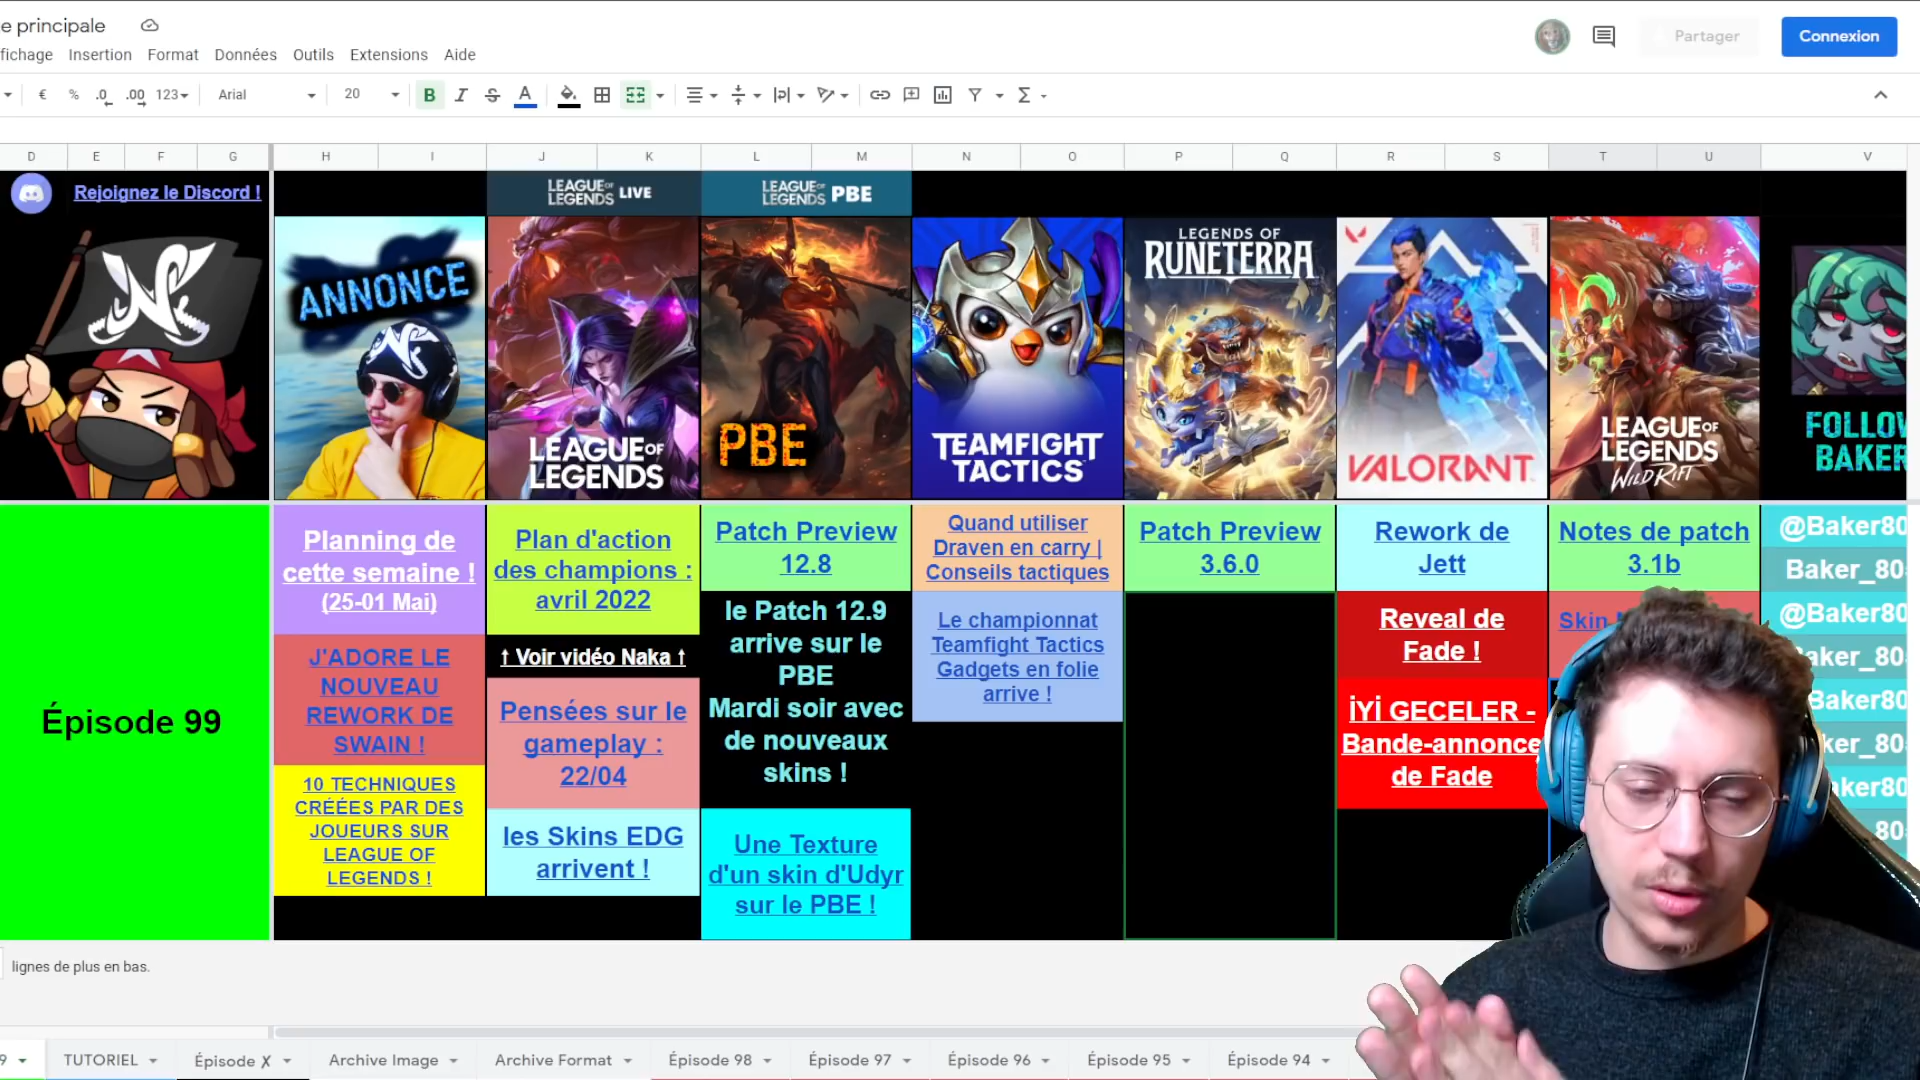 e principale
Partager
Connexion
fichage Insertion Format Données Outils Extensions Aide
€ % .0 .00 123 Arial 20 B I S A
D E F G H I J K L M N O P Q R S T U V
Rejoignez le Discord !
LEAGUE OF LEGENDS LIVE
LEAGUE OF LEGENDS PBE
ANNONCE
LEAGUE OF
LEGENDS
PBE
TEAMFIGHT
TACTICS
LEGENDS OF
RUNETERRA
VALORANT
LEAGUE OF
LEGENDS
WILD RIFT
FOLLOW
BAKER
Épisode 99
Planning de
cette semaine !
(25-01 Mai)
J'ADORE LE
NOUVEAU
REWORK DE
SWAIN !
10 TECHNIQUES
CRÉÉES PAR DES
JOUEURS SUR
LEAGUE OF
LEGENDS !
Plan d'action
des champions :
avril 2022
↑ Voir vidéo Naka ↑
Pensées sur le
gameplay :
22/04
les Skins EDG
arrivent !
Patch Preview
12.8
le Patch 12.9
arrive sur le
PBE
Mardi soir avec
de nouveaux
skins !
Une Texture
d'un skin d'Udyr
sur le PBE !
Quand utiliser
Draven en carry |
Conseils tactiques
Le championnat
Teamfight Tactics
Gadgets en folie
arrive !
Patch Preview
3.6.0
Rework de
Jett
Reveal de
Fade !
İYİ GECELER -
Bande-annonce
de Fade
Notes de patch
3.1b
Skin
@Baker80
Baker_80
@Baker80
Baker_80
Baker80
ker_80
aker80
80
lignes de plus en bas.
9 TUTORIEL Épisode X Archive Image Archive Format Épisode 98 Épisode 97 Épisode 96 Épisode 95 Épisode 94